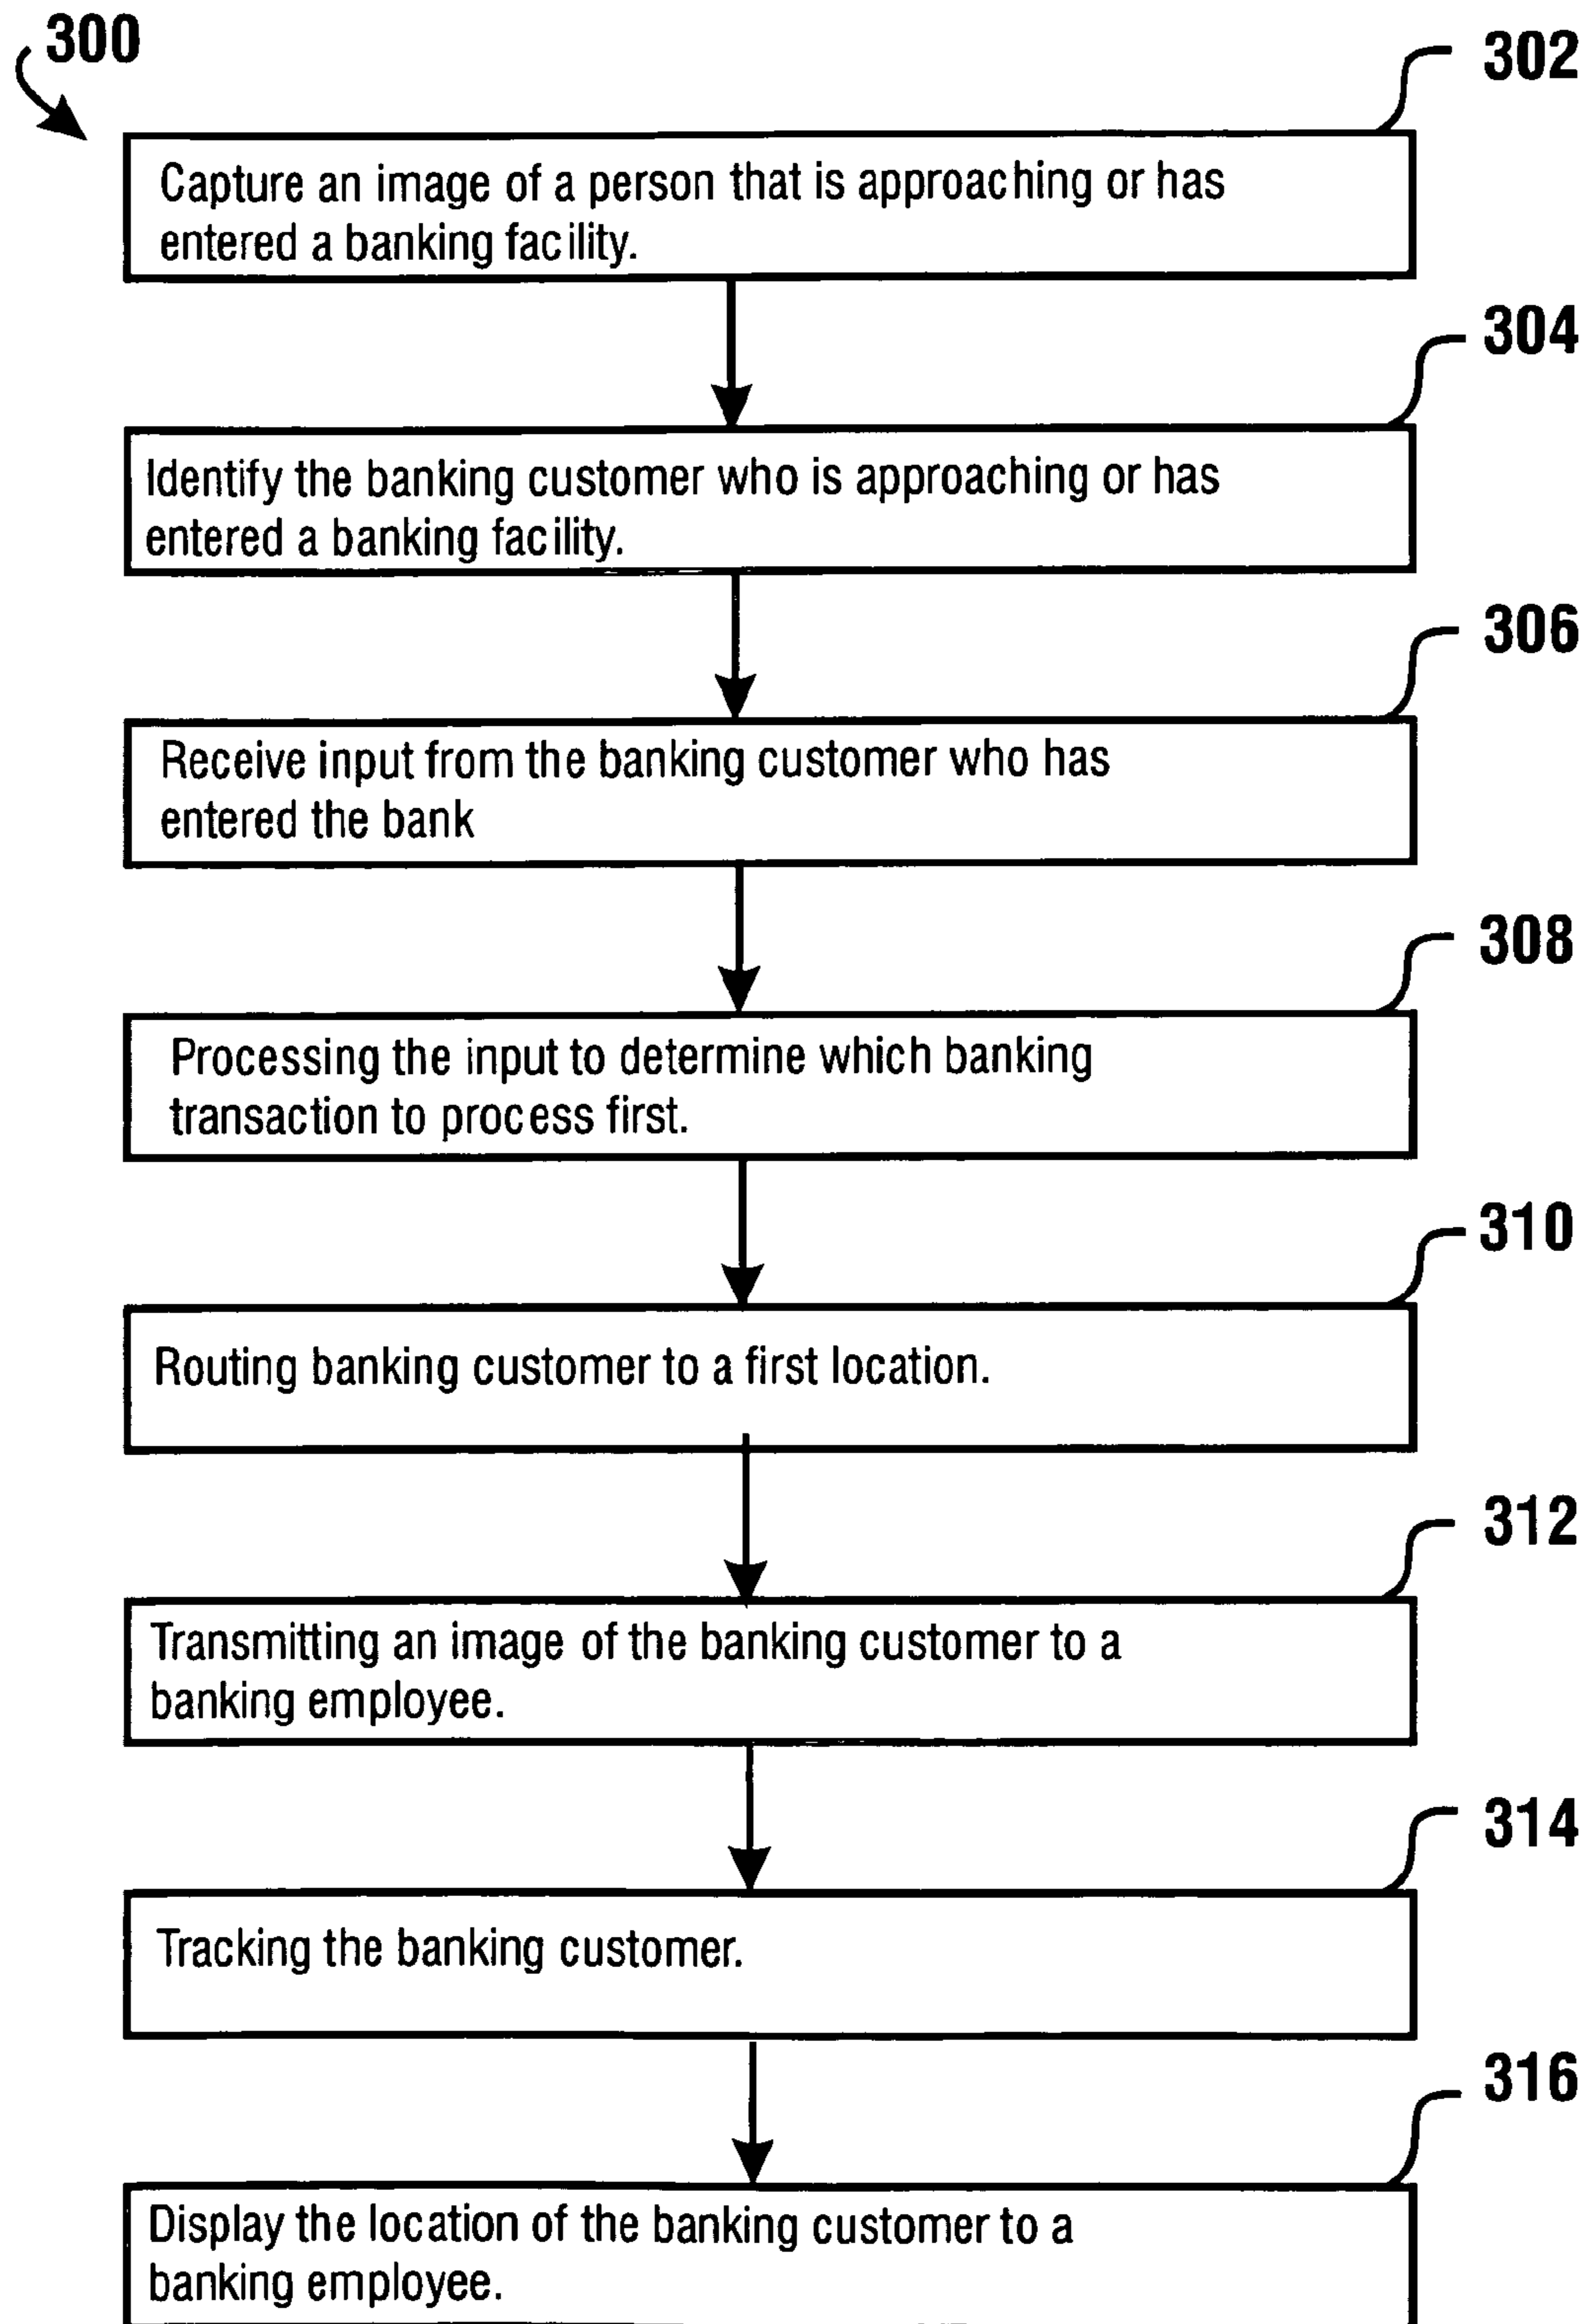 300
302
Capture an image of a person that is approaching or has
entered a banking facility.
304
Identify the banking customer who is approaching or has
entered a banking facility.
306
Receive input from the banking customer who has
entered the bank
308
Processing the input to determine which banking
transaction to process first.
310
Routing banking customer to a first location.
312
Transmitting an image of the banking customer to a
banking employee.
314
Tracking the banking customer.
316
Display the location of the banking customer to a
banking employee.